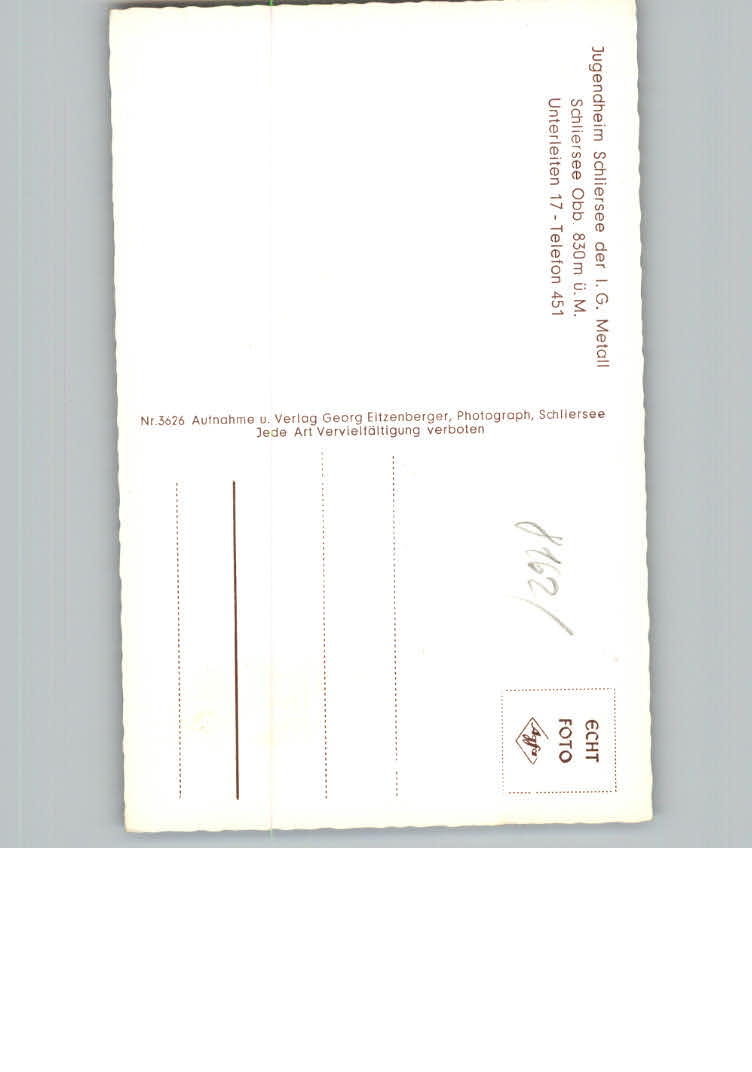 Jugendheim Schliersee der I. G. Metall
Schliersee Obb. 830 m ü. M.
Unterleiten 17 - Telefon 451
Nr. 3626 Aufnahme u. Verlag Georg Eitzenberger, Photograph, Schliersee
Jede Art Vervielfältigung verboten
8162/
ECHT
FOTO
Agfa